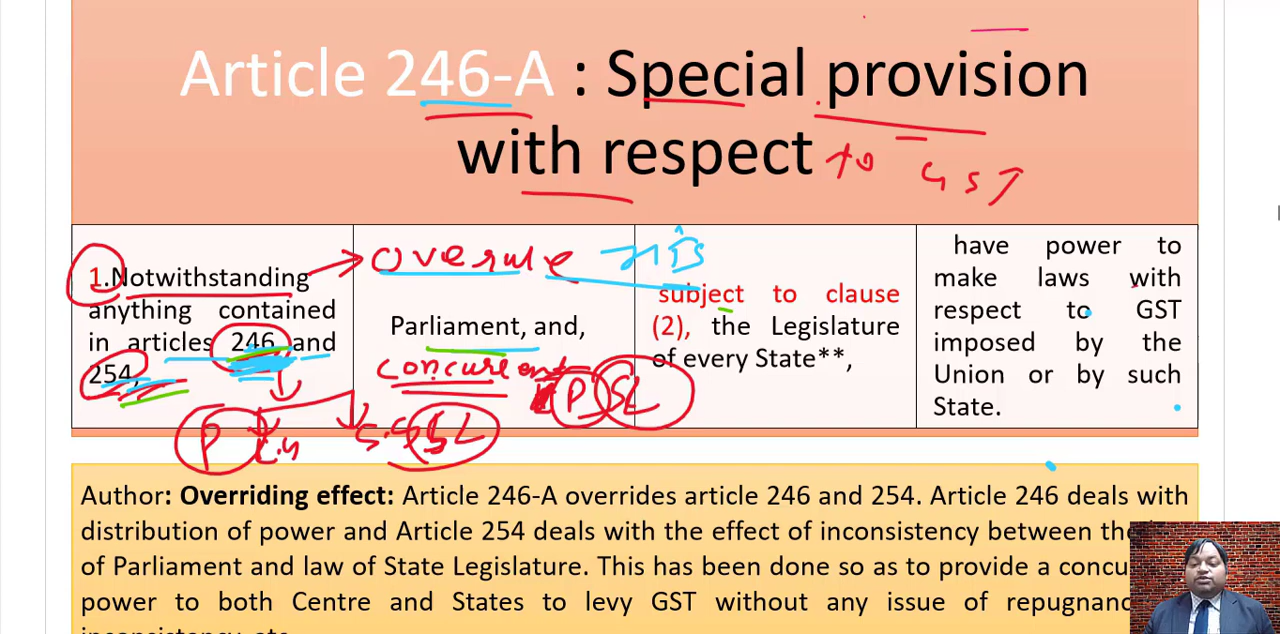 Article 246-A : Special provision
with respect to GST
1.Notwithstanding
anything contained
in articles 246 and
254,
overrule
Parliament, and,
concurrent
P SL
P
SL
subject to clause
(2), the Legislature
of every State**,
have power to
make laws with
respect to GST
imposed by the
Union or by such
State.
Author: Overriding effect: Article 246-A overrides article 246 and 254. Article 246 deals with
distribution of power and Article 254 deals with the effect of inconsistency between the
of Parliament and law of State Legislature. This has been done so as to provide a
power to both Centre and States to levy GST without any issue of
inconsistency, etc.